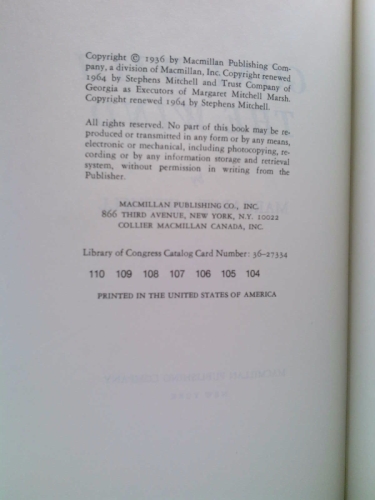 Copyright © 1936 by Macmillan Publishing Com-
pany, a division of Macmillan, Inc. Copyright renewed
1964 by Stephens Mitchell and Trust Company of
Georgia as Executors of Margaret Mitchell Marsh.
Copyright renewed 1964 by Stephens Mitchell.
All rights reserved. No part of this book may be re-
produced or transmitted in any form or by any means,
electronic or mechanical, including photocopying, re-
cording or by any information storage and retrieval
system, without permission in writing from the
Publisher.
MACMILLAN PUBLISHING CO., INC.
866 THIRD AVENUE, NEW YORK, N.Y. 10022
COLLIER MACMILLAN CANADA, INC.
Library of Congress Catalog Card Number: 36-27334
110 109 108 107 106 105 104
PRINTED IN THE UNITED STATES OF AMERICA